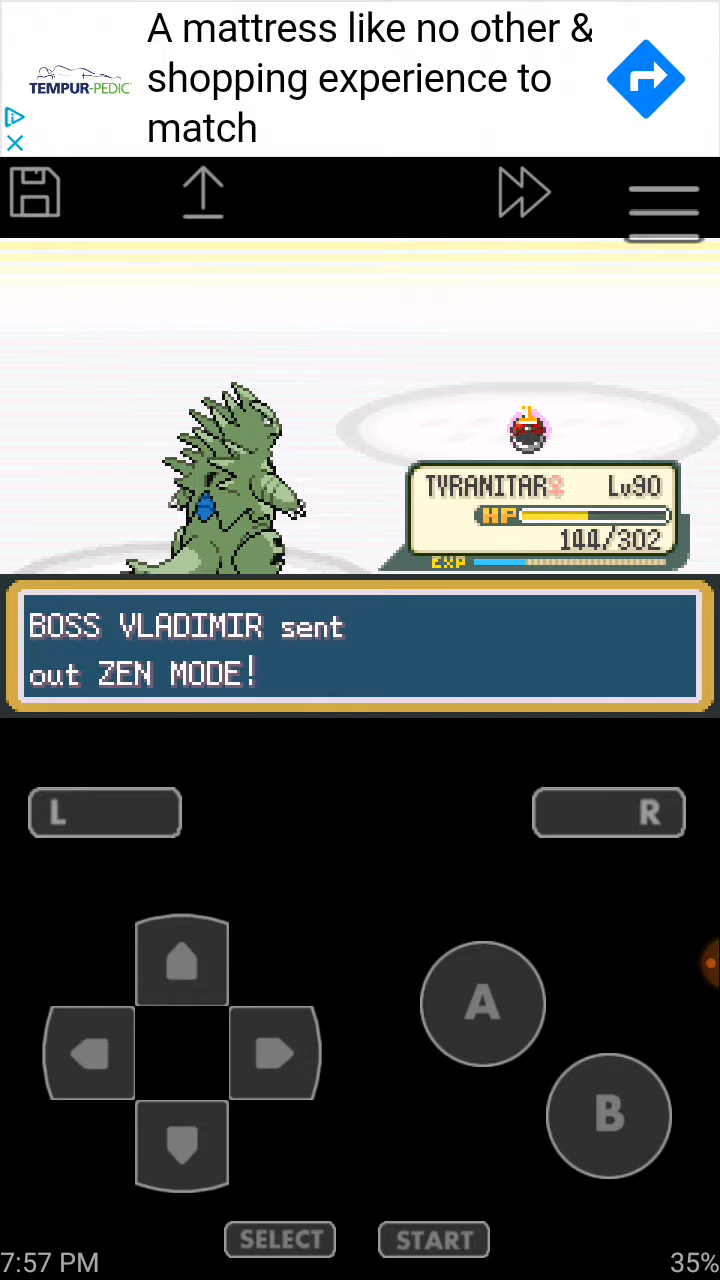 A mattress like no other &
shopping experience to
match
TEMPUR-PEDIC
TYRANITAR♀ Lv90
HP
144/302
EXP
BOSS VLADIMIR sent
out ZEN MODE!
L
R
A
B
SELECT
START
7:57 PM
35%